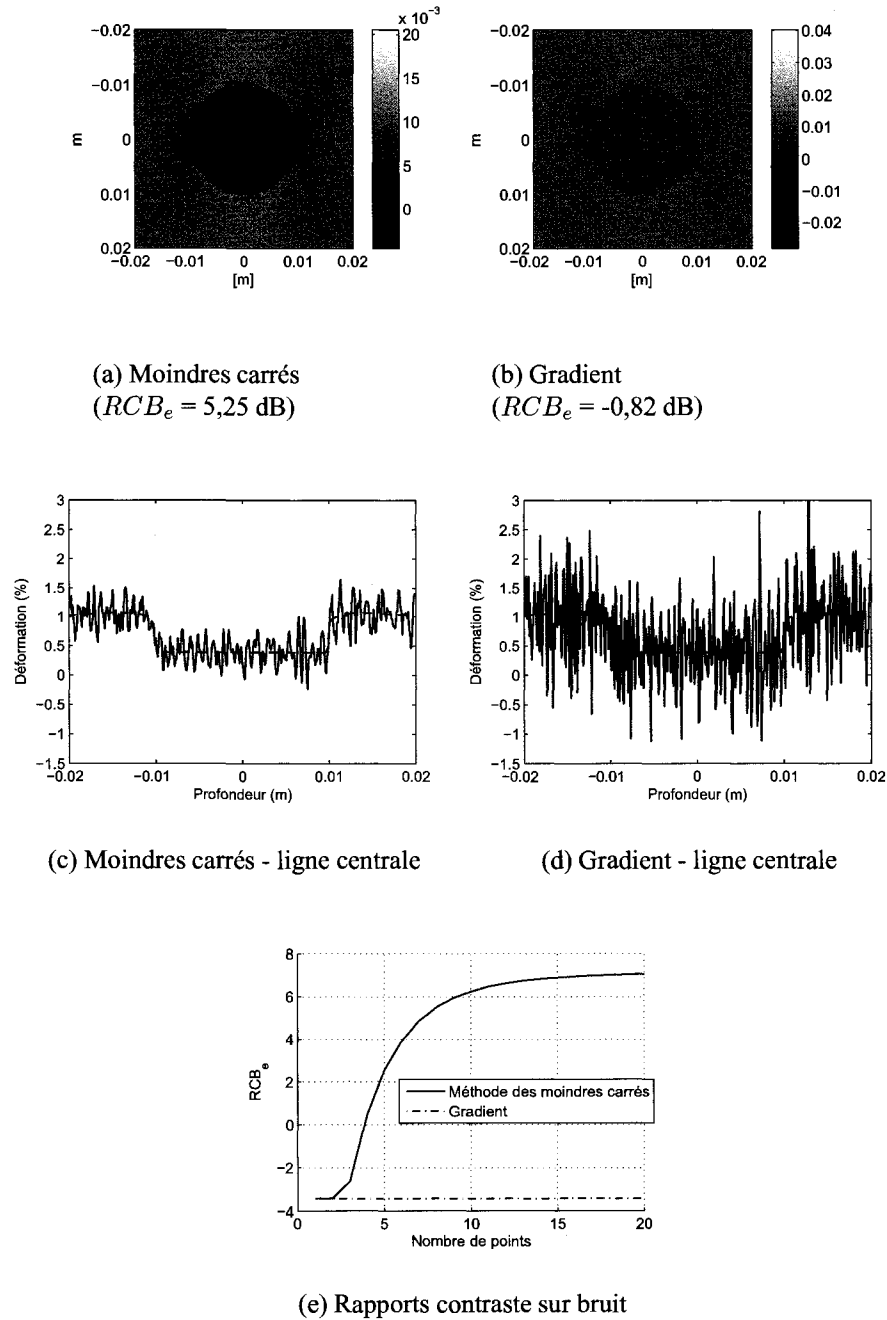 x 10⁻³
−0.02
−0.01
0
0.01
0.02
m
−0.02 −0.01 0 0.01 0.02
[m]
20
15
10
5
0
−0.02
−0.01
0
0.01
0.02
m
−0.02 −0.01 0 0.01 0.02
[m]
0.04
0.03
0.02
0.01
0
−0.01
−0.02
(a) Moindres carrés
(RCBₑ = 5,25 dB)
(b) Gradient
(RCBₑ = -0,82 dB)
3
2.5
2
1.5
1
0.5
0
−0.5
−1
−1.5
Déformation (%)
−0.02 −0.01 0 0.01 0.02
Profondeur (m)
3
2.5
2
1.5
1
0.5
0
−0.5
−1
−1.5
Déformation (%)
−0.02 −0.01 0 0.01 0.02
Profondeur (m)
(c) Moindres carrés - ligne centrale
(d) Gradient - ligne centrale
8
6
4
2
0
−2
−4
RCBₑ
Méthode des moindres carrés
Gradient
0 5 10 15 20
Nombre de points
(e) Rapports contraste sur bruit